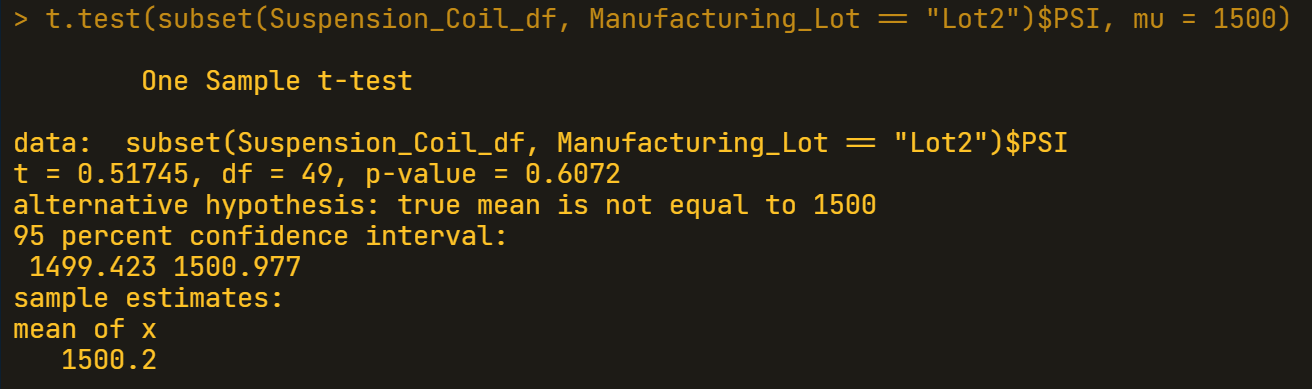 > t.test(subset(Suspension_Coil_df, Manufacturing_Lot == "Lot2")$PSI, mu = 1500)
One Sample t-test
data:  subset(Suspension_Coil_df, Manufacturing_Lot == "Lot2")$PSI
t = 0.51745, df = 49, p-value = 0.6072
alternative hypothesis: true mean is not equal to 1500
95 percent confidence interval:
1499.423 1500.977
sample estimates:
mean of x
1500.2